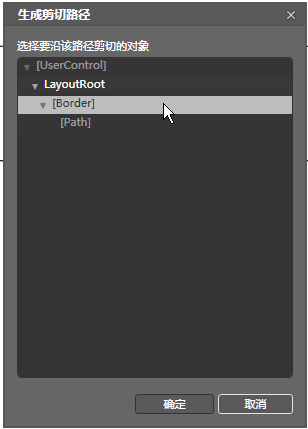 生成剪切路径
选择要沿该路径剪切的对象
[UserControl]
LayoutRoot
[Border]
[Path]
确定
取消